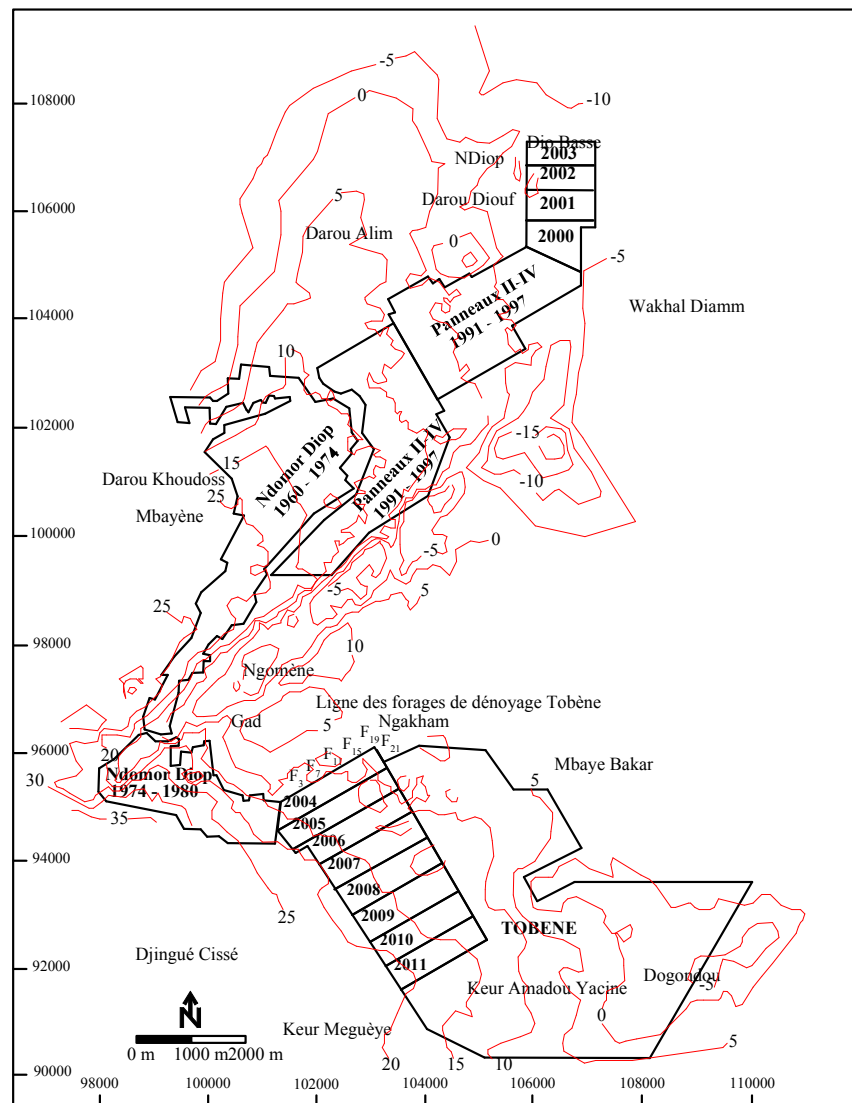 -5
0
-10
108000
Dio Basse
2003
NDiop
2002
5
Darou Diouf
2001
106000
Darou Alim
0
2000
-5
Panneaux II-IV
1991 - 1997
Wakhal Diamm
104000
10
102000
-15
Ndomor Diop
1960 - 1974
Panneaux II-IV
1991 - 1997
15
Darou Khoudoss
25
-10
Mbayène
100000
0
-5
-5
5
25
98000
10
Ngomène
Ligne des forages de dénoyage Tobène
Gad
5
Ngakham
F19
F21
F15
F1
F7
F3
96000
20
30
Ndomor Diop
1974 - 1980
Mbaye Bakar
5
35
2004
2005
2006
94000
2007
2008
25
2009
TOBENE
2010
Djingué Cissé
92000
2011
Dogondou
-5
Keur Amadou Yacine
N
0
Keur Meguèye
5
0 m
1000 m
2000 m
20
15
10
90000
98000
100000
102000
104000
106000
108000
110000